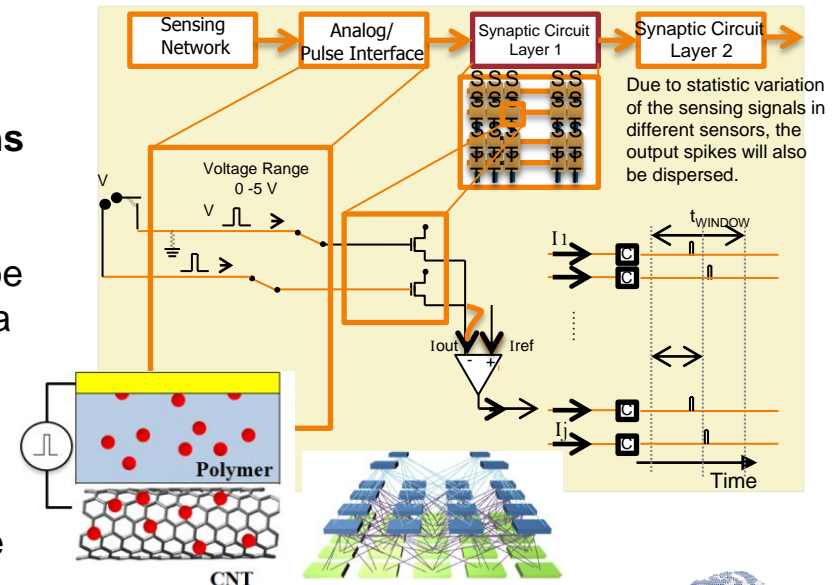 Sensing
Network
Analog/
Pulse Interface
Synaptic Circuit
Layer 1
Synaptic Circuit
Layer 2
Due to statistic variation
of the sensing signals in
different sensors, the
output spikes will also
be dispersed.
S S S S S
S S S S S
Voltage Range
0 -5 V
V
V
tWINDOW
I1
C
C
Iout
Iref
- +
C
Ij
C
Time
Polymer
CNT